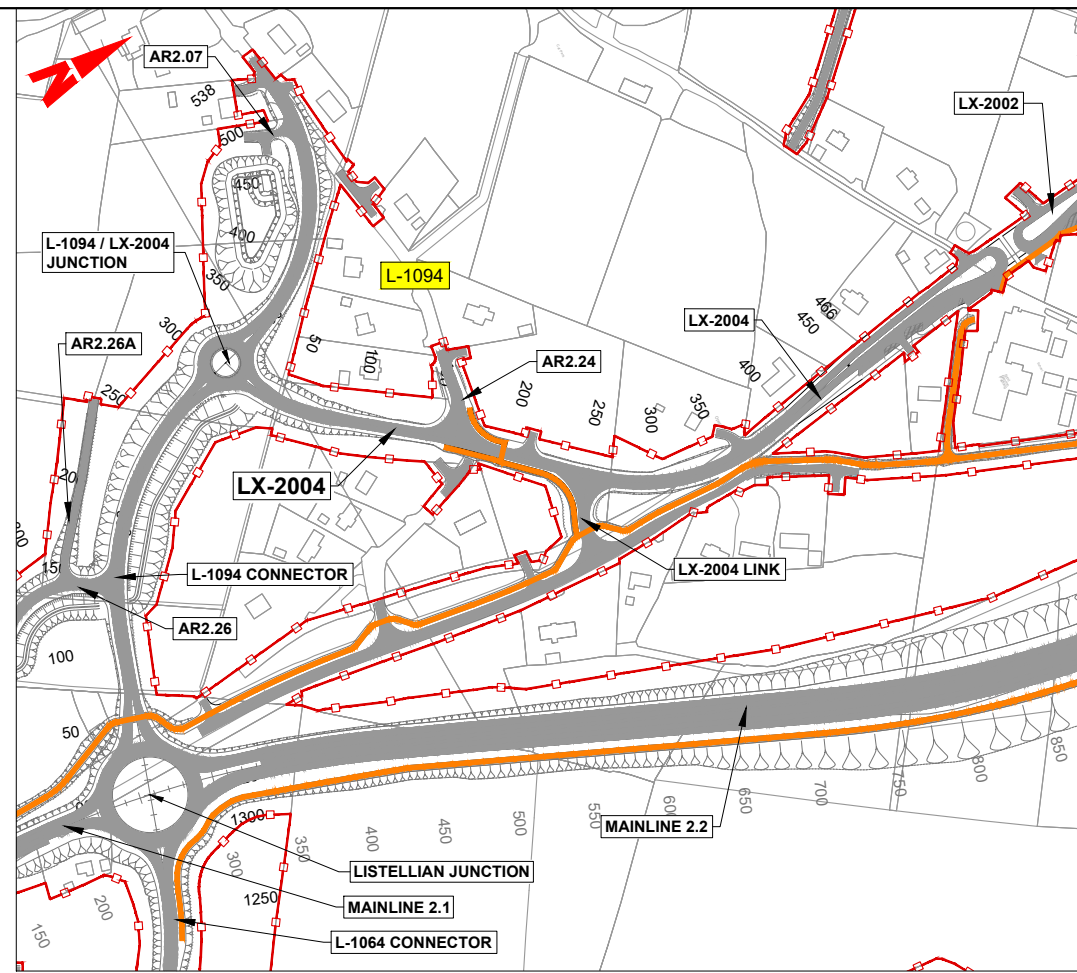 AR2.07
538
LX-2002
500
450
400
L-1094 / LX-2004
JUNCTION
L-1094
350
300
50
100
LX-2004
466
450
AR2.26A
250
AR2.24
400
200
250
300
350
LX-2004
L-1094 CONNECTOR
LX-2004 LINK
AR2.26
100
50
MAINLINE 2.2
850
800
750
700
650
600
550
500
450
400
350
300
1300
1250
LISTELLIAN JUNCTION
MAINLINE 2.1
L-1064 CONNECTOR
200
150